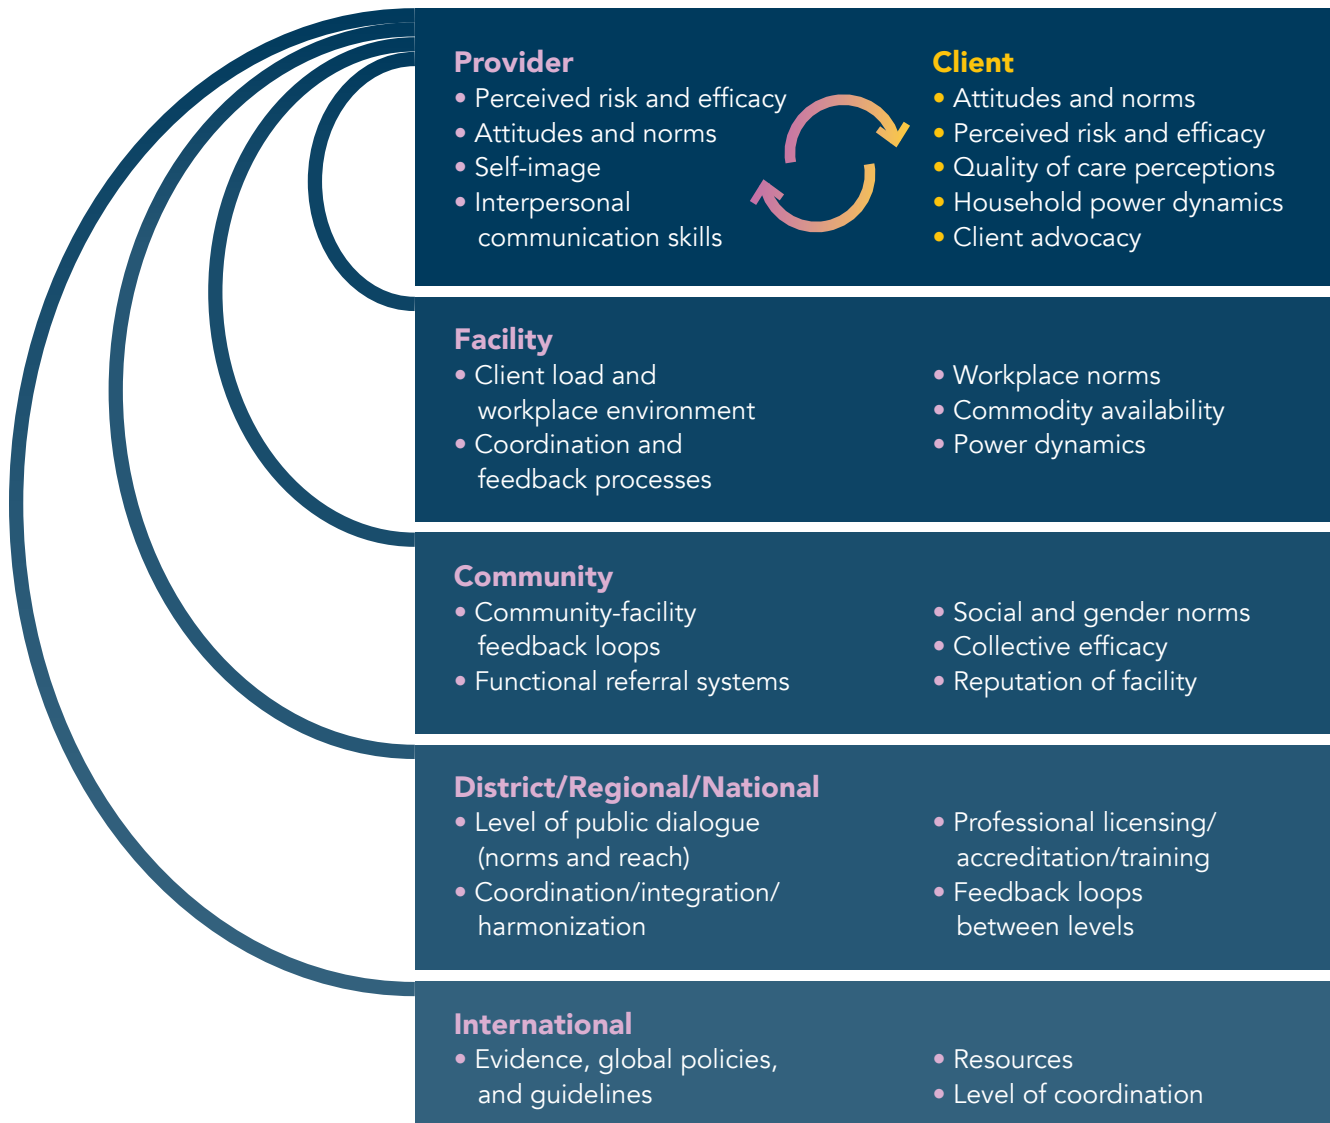 Provider
• Perceived risk and efficacy
• Attitudes and norms
• Self-image
• Interpersonal
communication skills
Client
• Attitudes and norms
• Perceived risk and efficacy
• Quality of care perceptions
• Household power dynamics
• Client advocacy
Facility
• Client load and
workplace environment
• Coordination and
feedback processes
• Workplace norms
• Commodity availability
• Power dynamics
Community
• Community-facility
feedback loops
• Functional referral systems
• Social and gender norms
• Collective efficacy
• Reputation of facility
District/Regional/National
• Level of public dialogue
(norms and reach)
• Coordination/integration/
harmonization
• Professional licensing/
accreditation/training
• Feedback loops
between levels
International
• Evidence, global policies,
and guidelines
• Resources
• Level of coordination